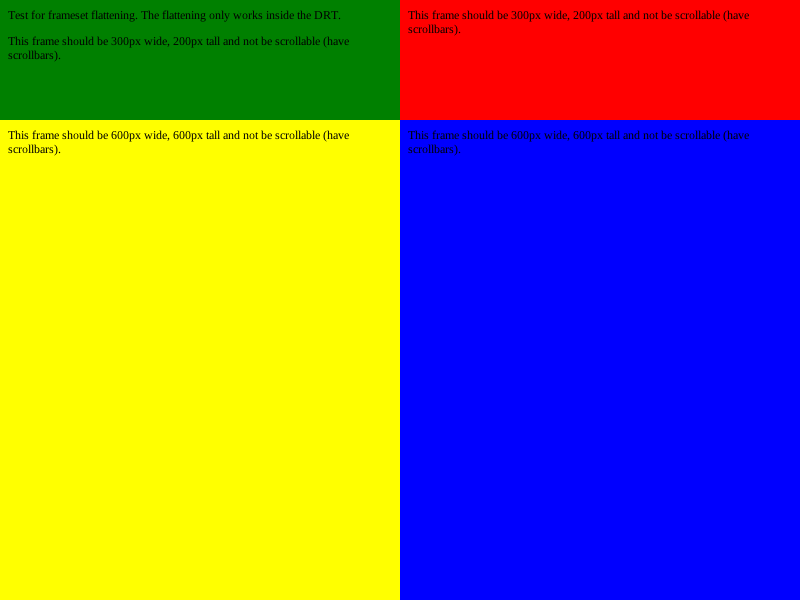 Test for frameset flattening. The flattening only works inside the DRT.
This frame should be 300px wide, 200px tall and not be scrollable (have
scrollbars).
This frame should be 300px wide, 200px tall and not be scrollable (have
scrollbars).
This frame should be 600px wide, 600px tall and not be scrollable (have
scrollbars).
This frame should be 600px wide, 600px tall and not be scrollable (have
scrollbars).